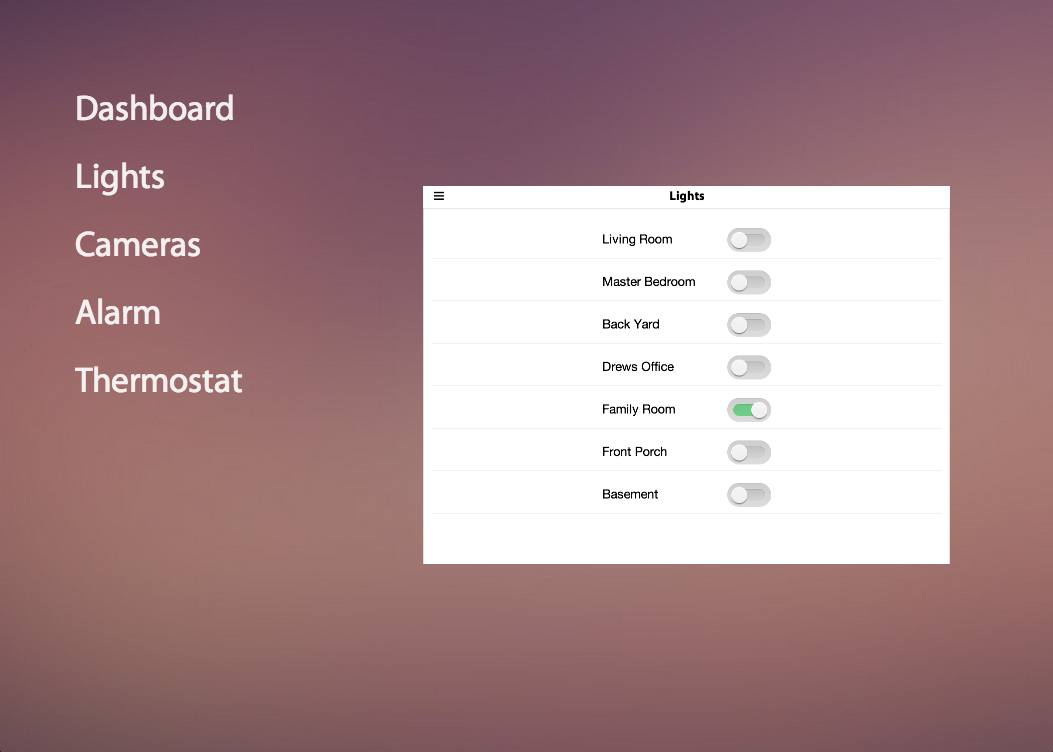 Dashboard
Lights
Cameras
Alarm
Thermostat
Lights
Living Room
Master Bedroom
Back Yard
Drews Office
Family Room
Front Porch
Basement